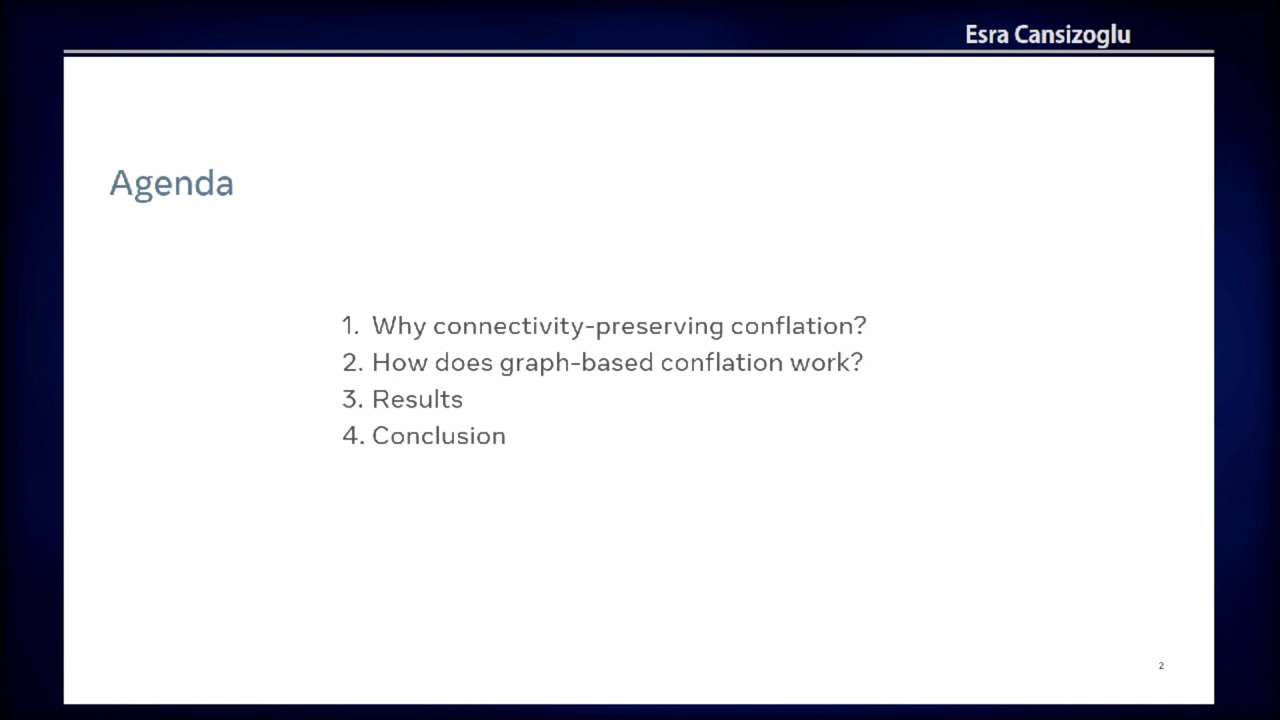 Esra Cansizoglu
Agenda
1. Why connectivity-preserving conflation?
2. How does graph-based conflation work?
3. Results
4. Conclusion
2